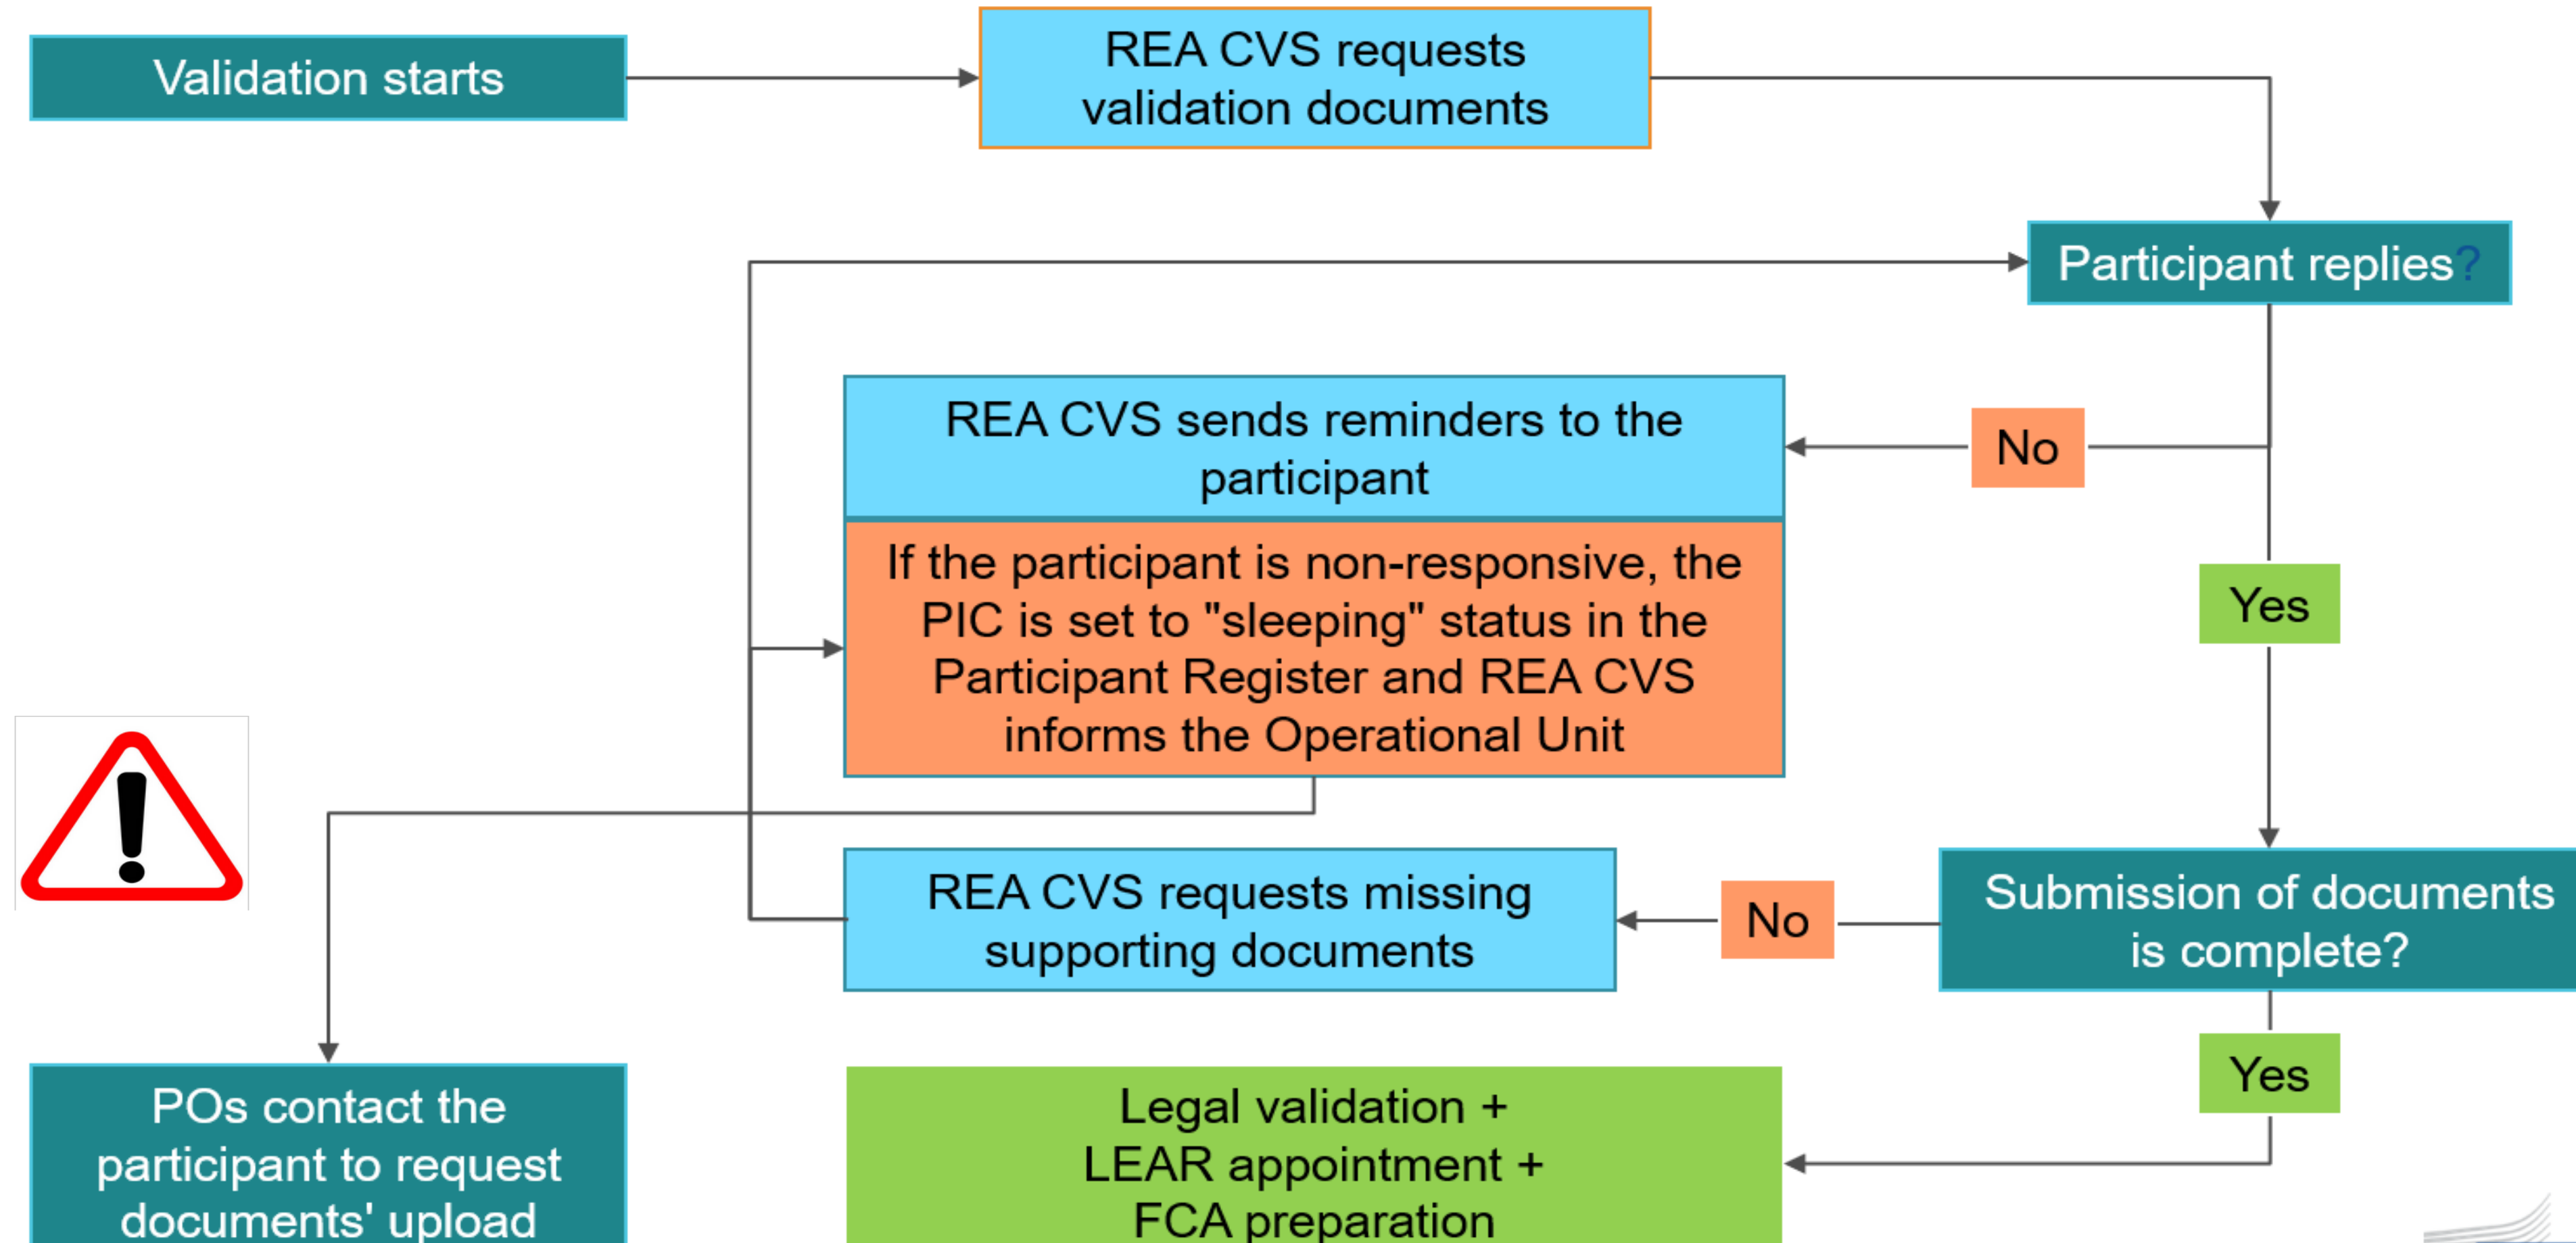 Validation starts
REA CVS requests
validation documents
Participant replies?
REA CVS sends reminders to the
participant
No
If the participant is non-responsive, the
PIC is set to "sleeping" status in the
Participant Register and REA CVS
informs the Operational Unit
Yes
REA CVS requests missing
supporting documents
No
Submission of documents
is complete?
Yes
POs contact the
participant to request
documents' upload
Legal validation +
LEAR appointment +
FCA preparation